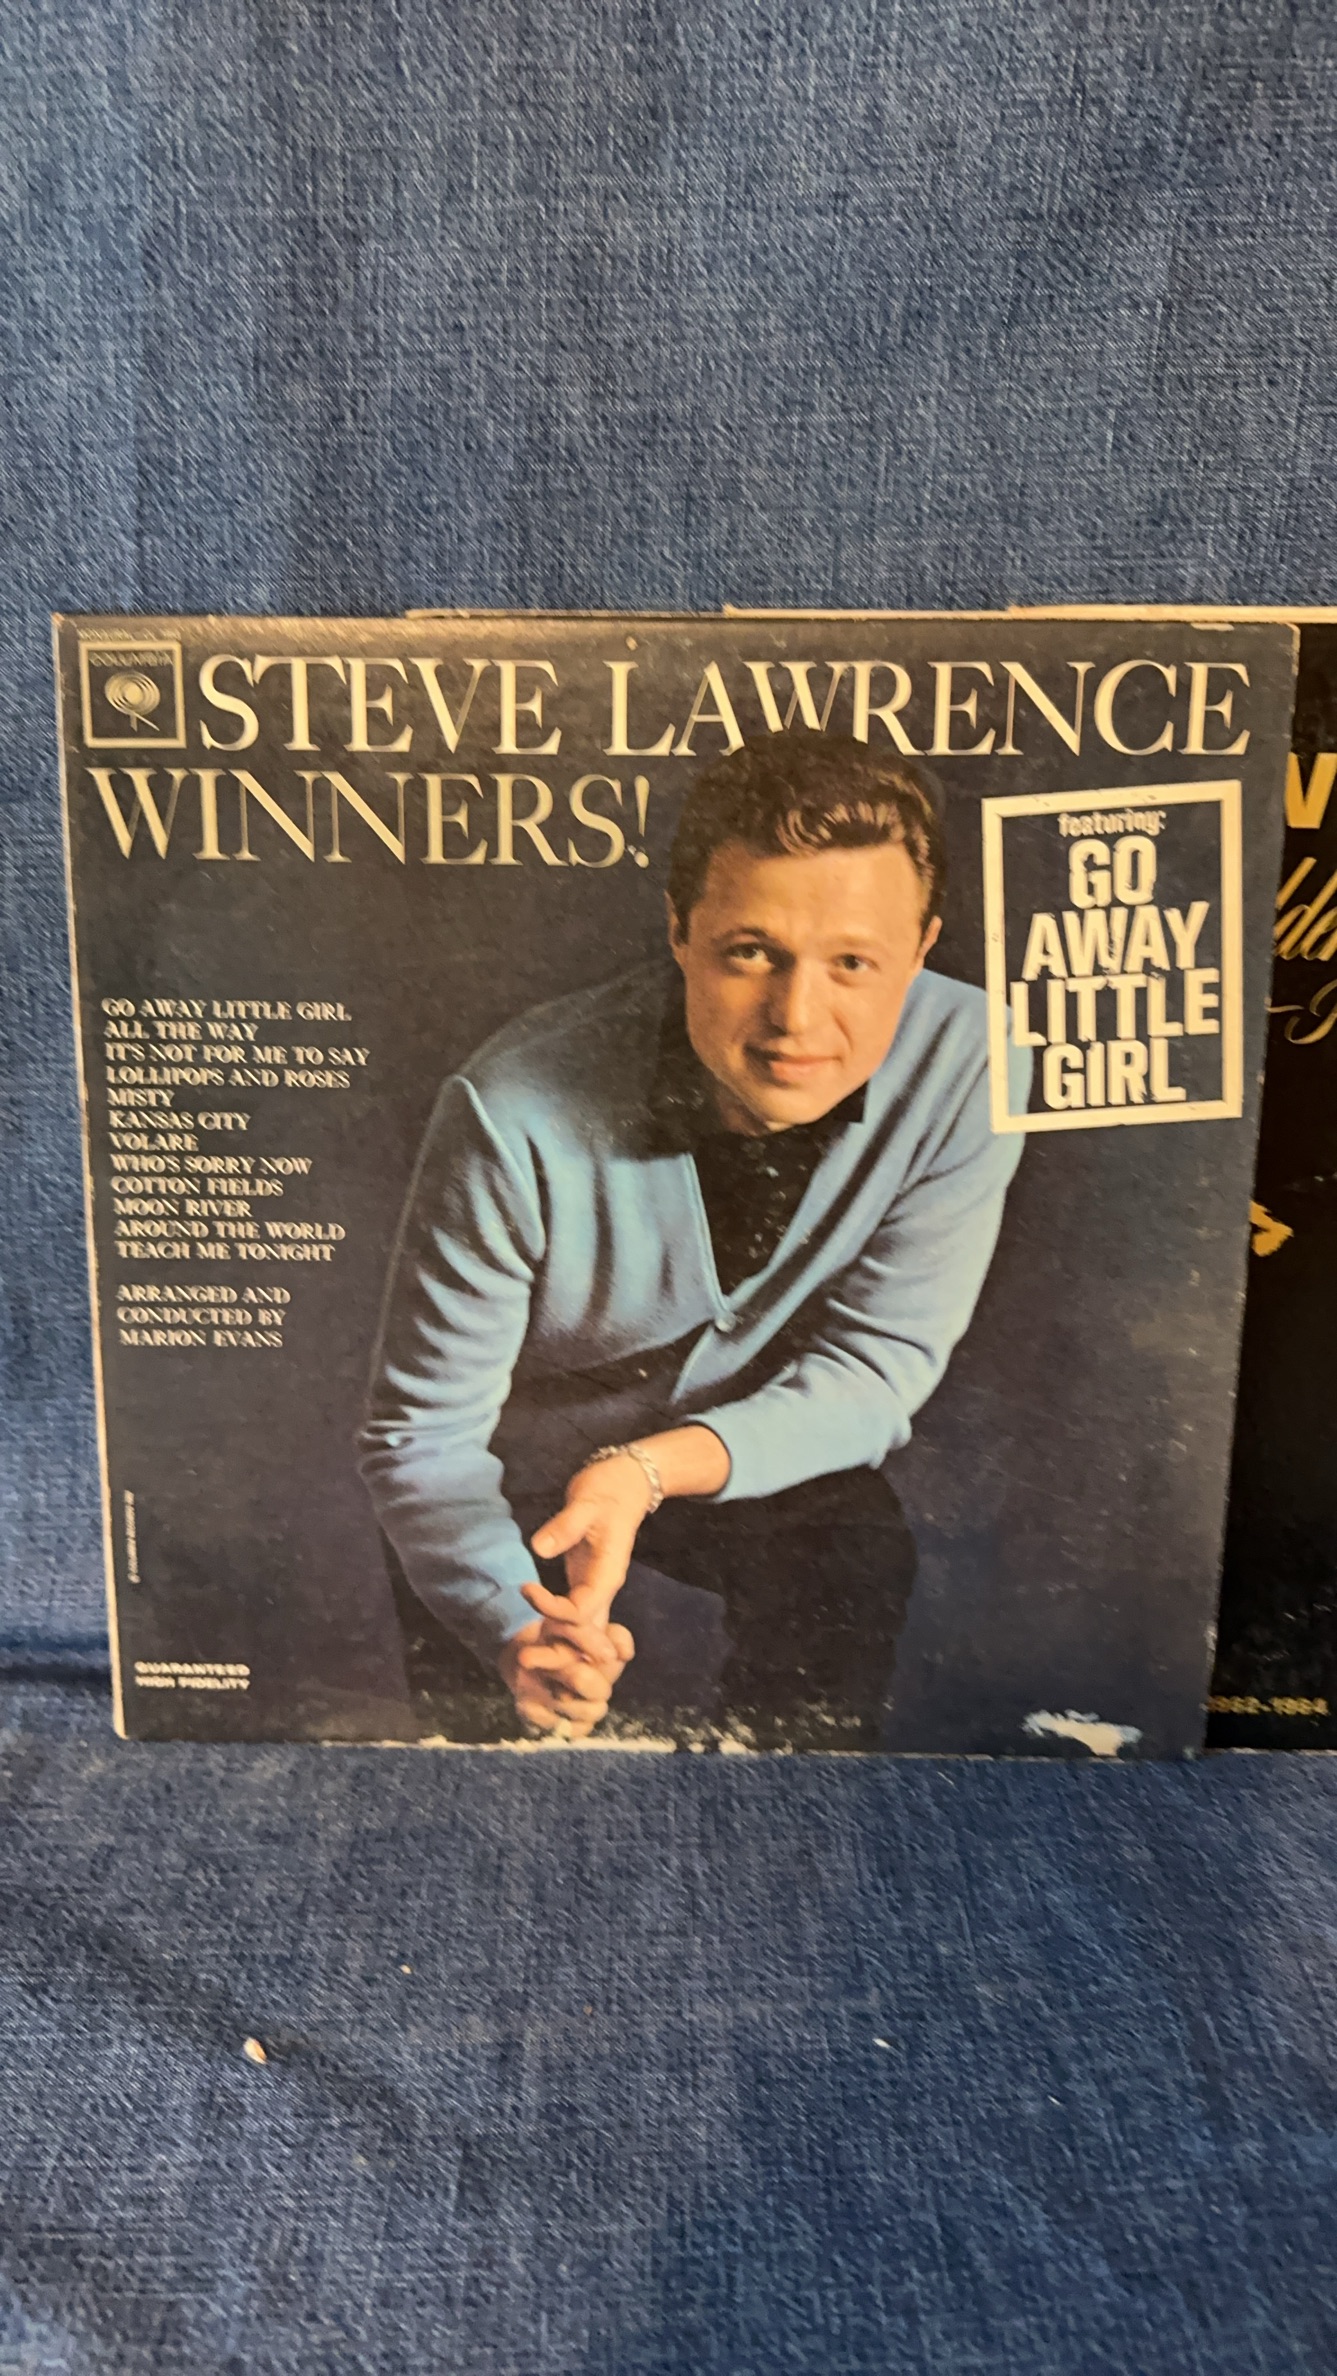 COLUMBIA
STEVE LAWRENCE
WINNERS!
featuring:
GO
AWAY
LITTLE
GIRL
GO AWAY LITTLE GIRL
ALL THE WAY
IT'S NOT FOR ME TO SAY
LOLLIPOPS AND ROSES
MISTY
KANSAS CITY
VOLARE
WHO'S SORRY NOW
COTTON FIELDS
MOON RIVER
AROUND THE WORLD
TEACH ME TONIGHT
ARRANGED AND
CONDUCTED BY
MARION EVANS
GUARANTEED
HIGH FIDELITY